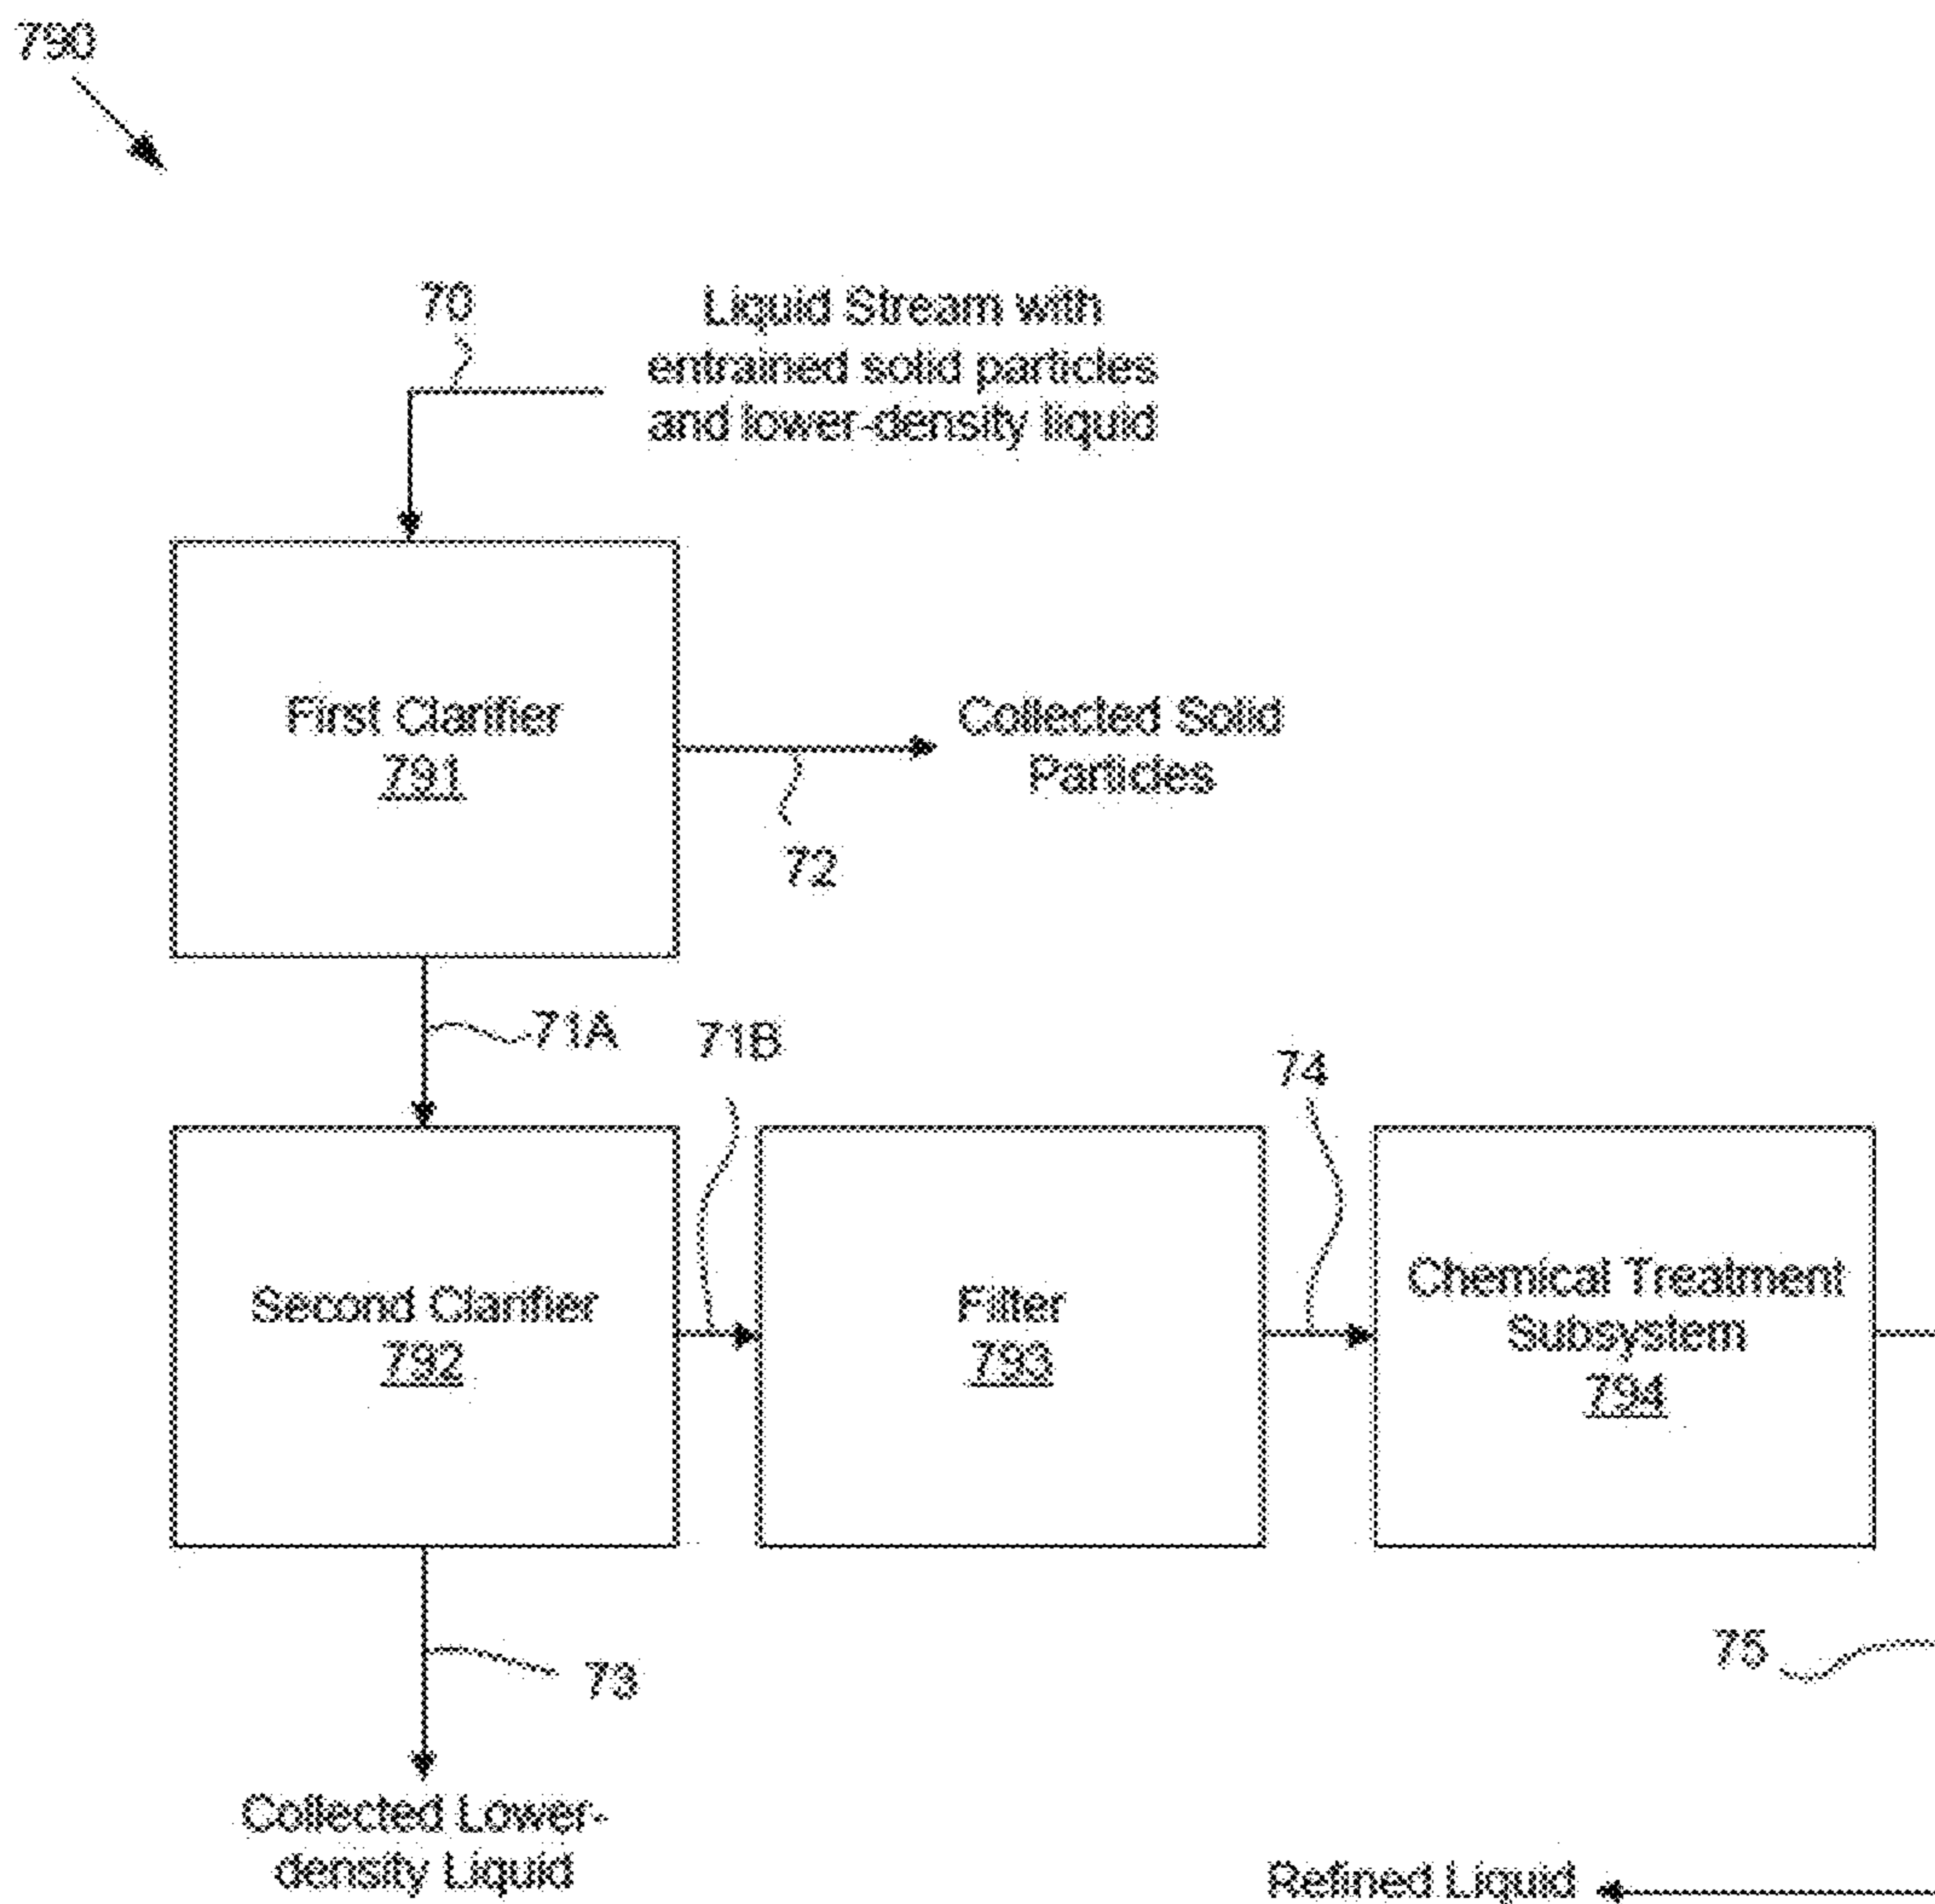 790
70
Liquid Stream with
entrained solid particles
and lower-density liquid
First Clarifier
791
Collected Solid
Particles
72
71A
71B
74
Second Clarifier
792
Filter
793
Chemical Treatment
Subsystem
794
73
75
Collected Lower-
density Liquid
Refined Liquid